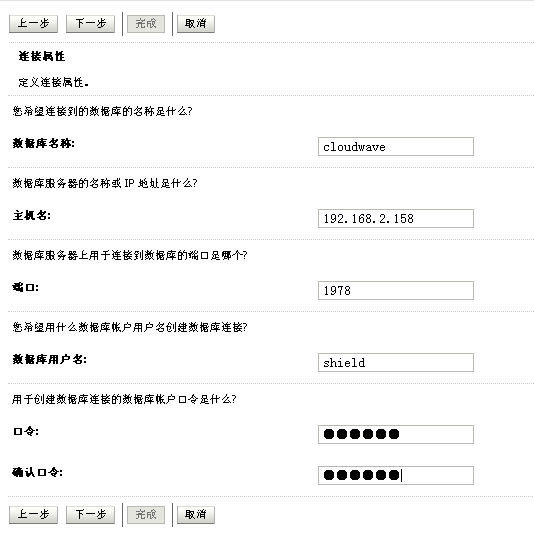 上一步 下一步 完成 取消
连接属性
定义连接属性。
您希望连接到的数据库的名称是什么?
数据库名称: cloudwave
数据库服务器的名称或 IP 地址是什么?
主机名: 192.168.2.158
数据库服务器上用于连接到数据库的端口是哪个?
端口: 1978
您希望用什么数据库帐户用户名创建数据库连接?
数据库用户名: shield
用于创建数据库连接的数据库帐户口令是什么?
口令: ●●●●●●
确认口令: ●●●●●●
上一步 下一步 完成 取消